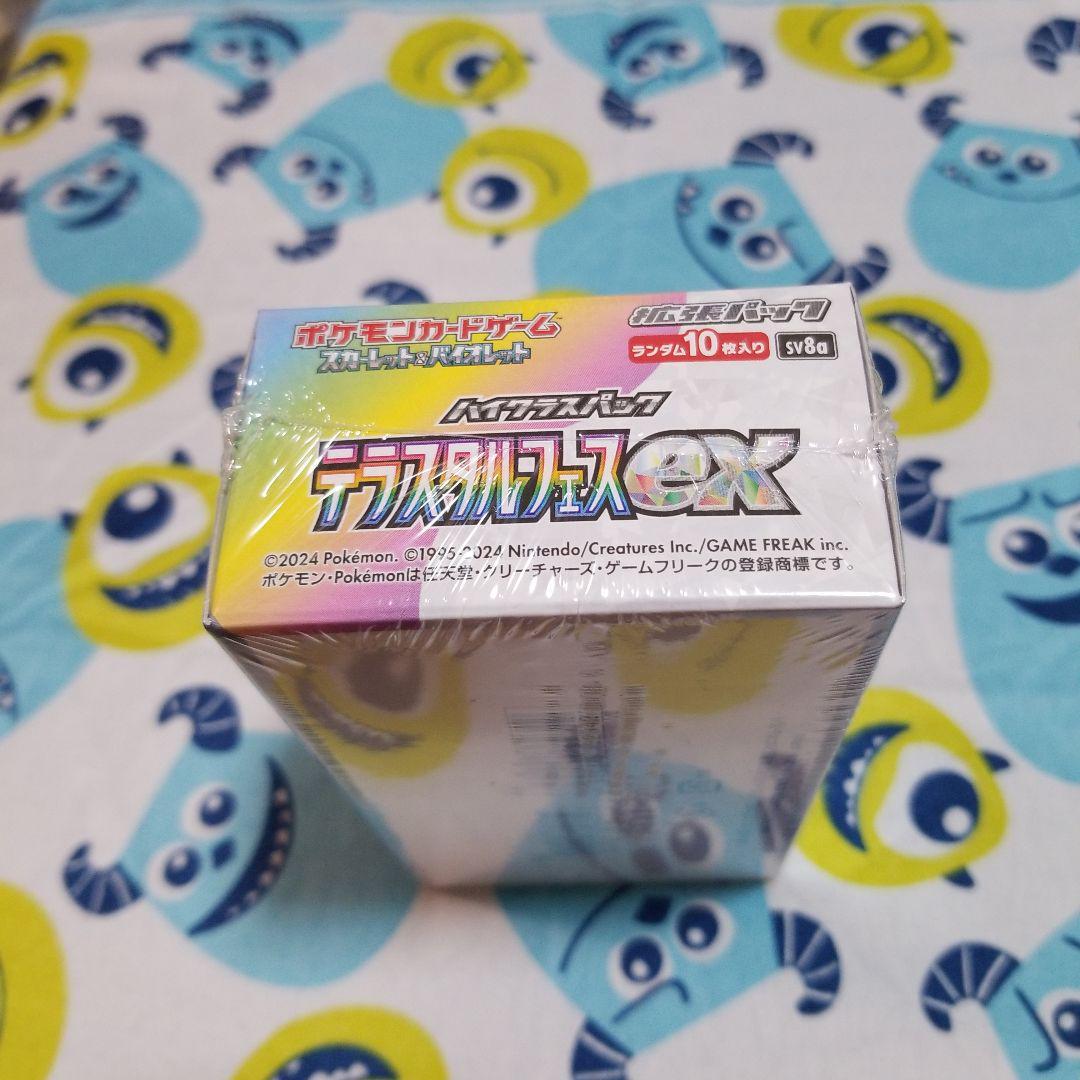 ポケモンカードゲーム
スカーレット&バイオレット
拡張パック
ランダム10枚入り
sv8a
ハイクラスパック
テラスタルフェスex
©2024 Pokémon. ©1995-2024 Nintendo/Creatures Inc./GAME FREAK inc.
ポケモン・Pokémonは任天堂・クリーチャーズ・ゲームフリークの登録商標です。